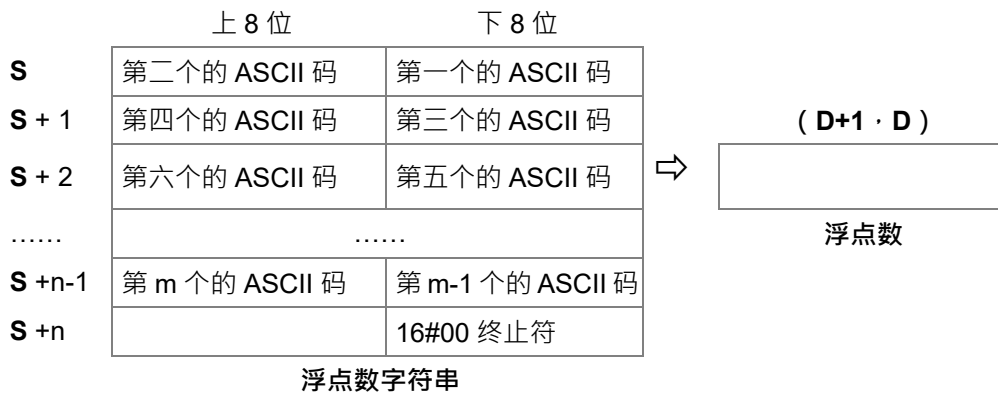 上 8 位 下 8 位
S 第二个的 ASCII 码 第一个的 ASCII 码
S + 1 第四个的 ASCII 码 第三个的 ASCII 码 （D+1，D）
S + 2 第六个的 ASCII 码 第五个的 ASCII 码 ⇨
…… …… 浮点数
S +n-1 第 m 个的 ASCII 码 第 m-1 个的 ASCII 码
S +n 16#00 终止符
浮点数字符串